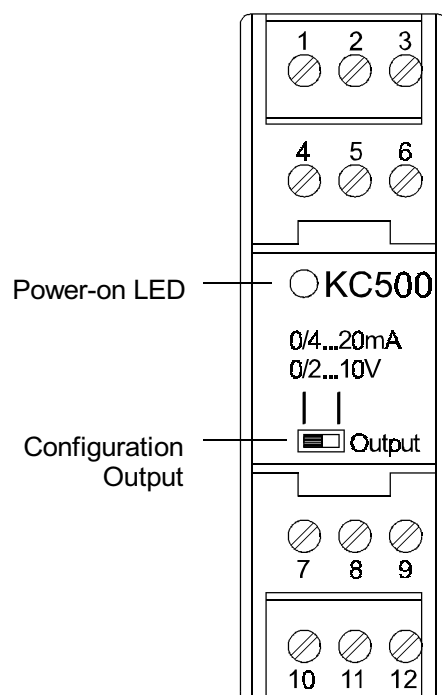 1 2 3
4 5 6
Power-on LED
KC500
0/4...20mA
0/2...10V
Configuration
Output
Output
7 8 9
10 11 12